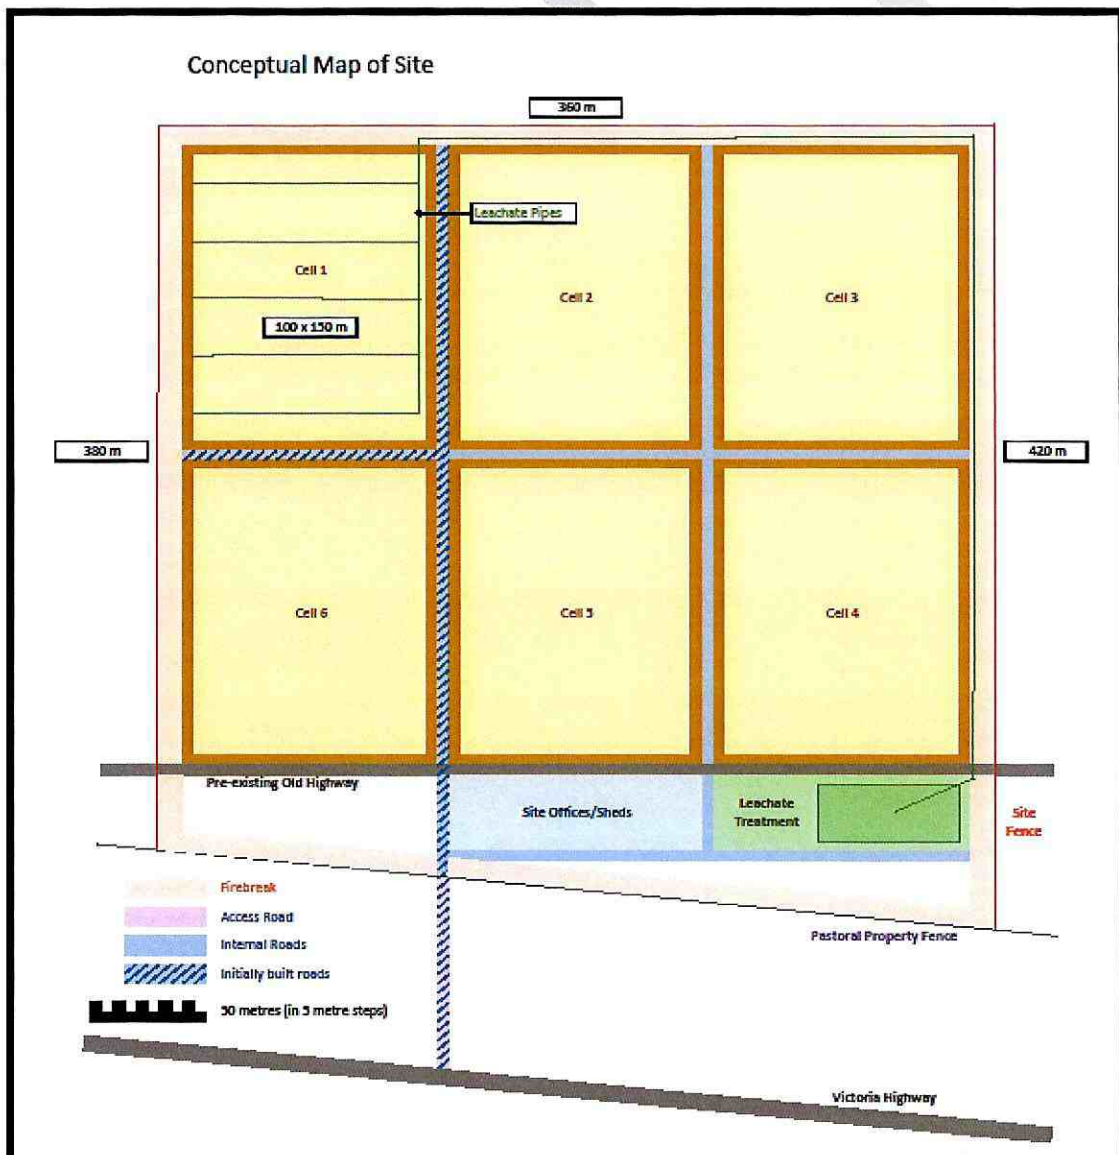 Conceptual Map of Site
360 m
Leachate Pipes
Cell 1
Cell 2
Cell 3
100 x 150 m
380 m
420 m
Cell 6
Cell 5
Cell 4
Pre-existing Old Highway
Site Offices/Sheds
Leachate
Treatment
Site
Fence
Firebreak
Access Road
Pastoral Property Fence
Internal Roads
Initially built roads
50 metres (in 5 metre steps)
Victoria Highway